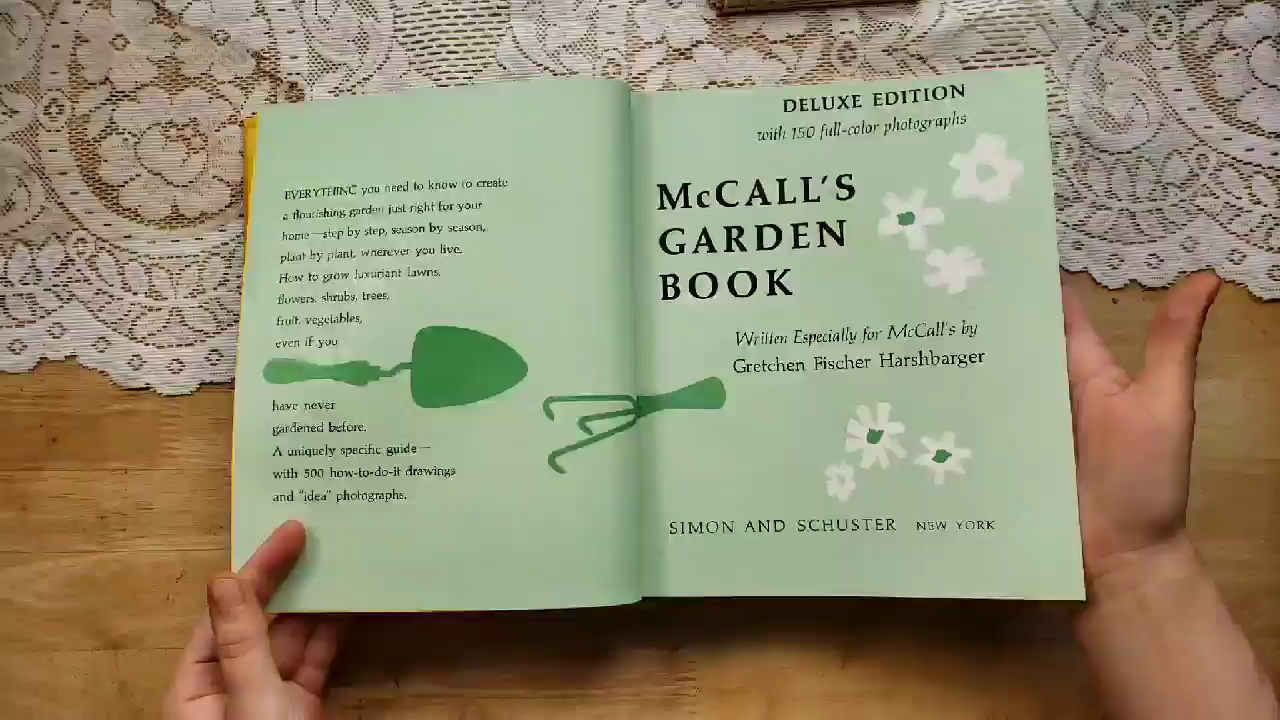 EVERYTHING you need to know to create
a flourishing garden just right for your
home—step by step, season by season,
plant by plant, wherever you live.
How to grow luxuriant lawns,
flowers, shrubs, trees,
fruit, vegetables,
even if you
have never
gardened before.
A uniquely specific guide—
with 500 how-to-do-it drawings
and "idea" photographs.
DELUXE EDITION
with 150 full-color photographs
McCALL'S
GARDEN
BOOK
Written Especially for McCall's by
Gretchen Fischer Harshbarger
SIMON AND SCHUSTER NEW YORK